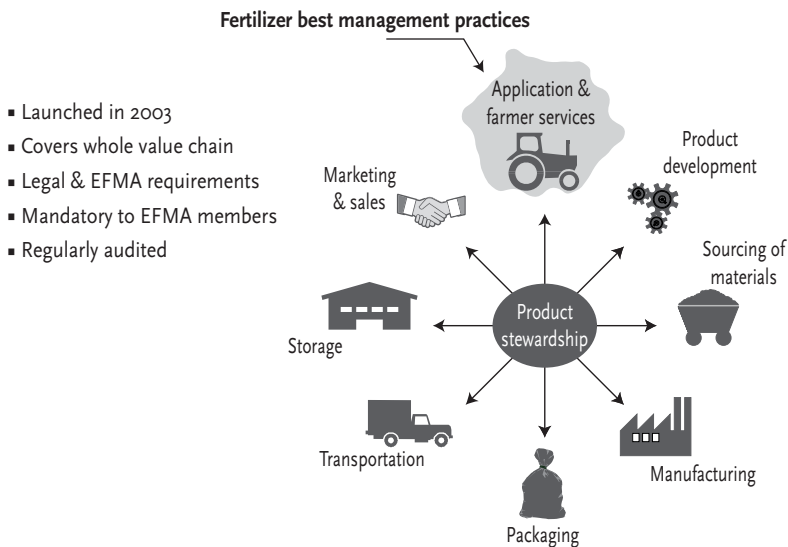 Fertilizer best management practices
▪ Launched in 2003
▪ Covers whole value chain
▪ Legal & EFMA requirements
▪ Mandatory to EFMA members
▪ Regularly audited
Application &
farmer services
Product
development
Marketing
& sales
Sourcing of
materials
Product
stewardship
Storage
Transportation
Manufacturing
Packaging